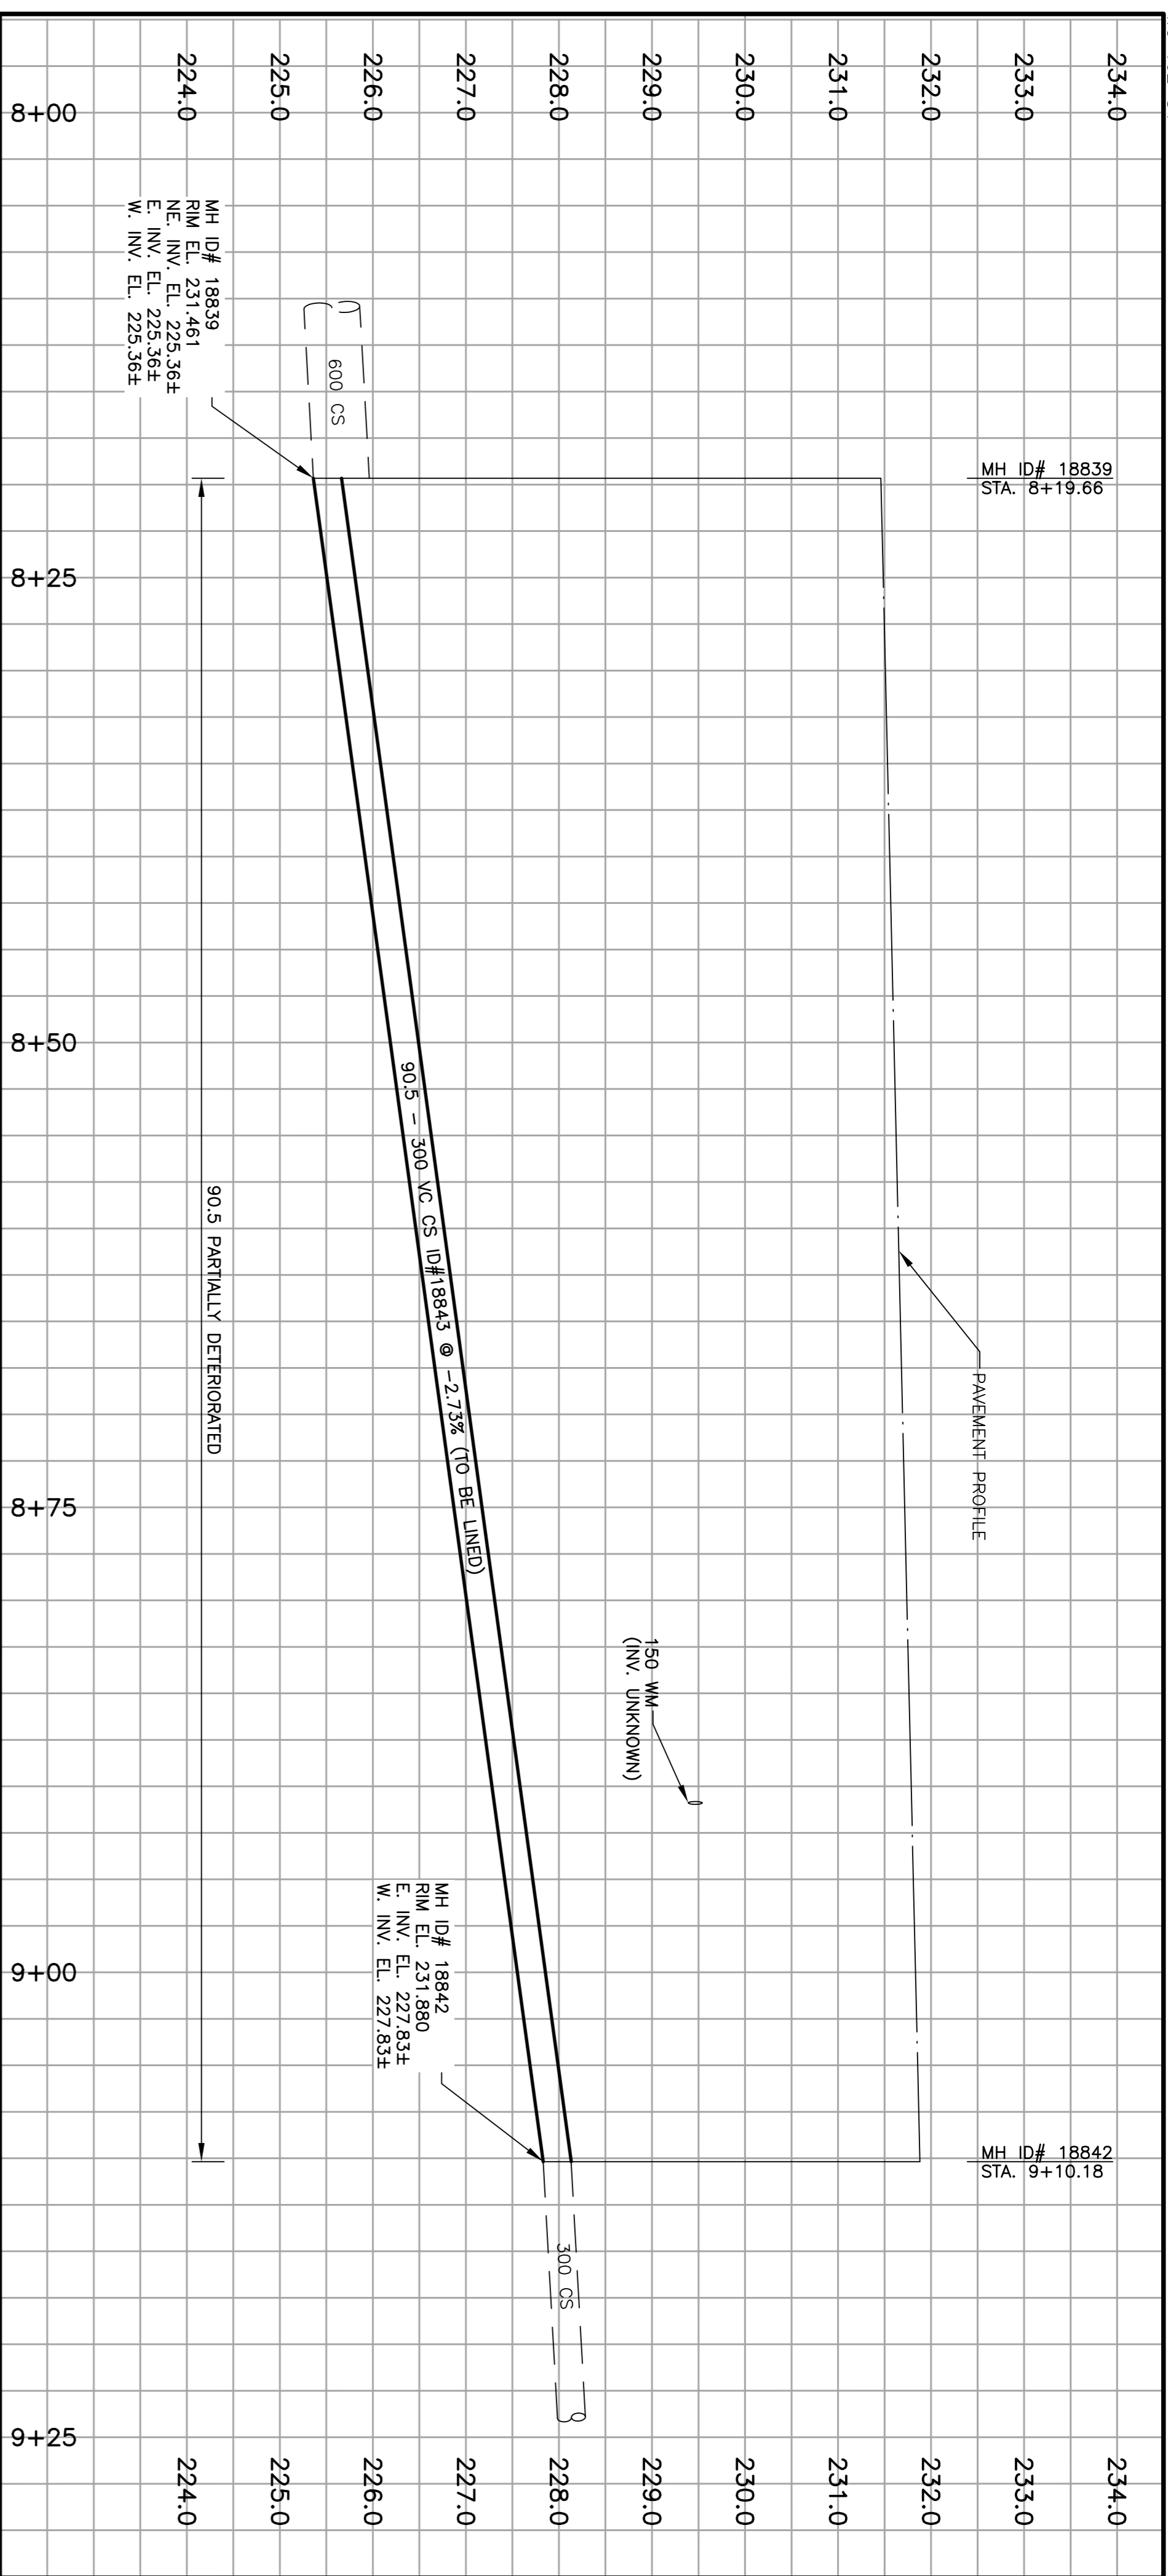 234.0
233.0
232.0
231.0
230.0
229.0
228.0
227.0
226.0
225.0
224.0
MH ID# 18839
STA. 8+19.66
MH ID# 18842
STA. 9+10.18
PAVEMENT PROFILE
150 WM
(INV. UNKNOWN)
600 CS
90.5 - 300 VC CS ID#18843 @ -2.73% (TO BE LINED)
300 CS
MH ID# 18839
RIM EL. 231.461
NE. INV. EL. 225.36±
E. INV. EL. 225.36±
W. INV. EL. 225.36±
MH ID# 18842
RIM EL. 231.880
E. INV. EL. 227.83±
W. INV. EL. 227.83±
90.5 PARTIALLY DETERIORATED
234.0
233.0
232.0
231.0
230.0
229.0
228.0
227.0
226.0
225.0
224.0
8+00
8+25
8+50
8+75
9+00
9+25